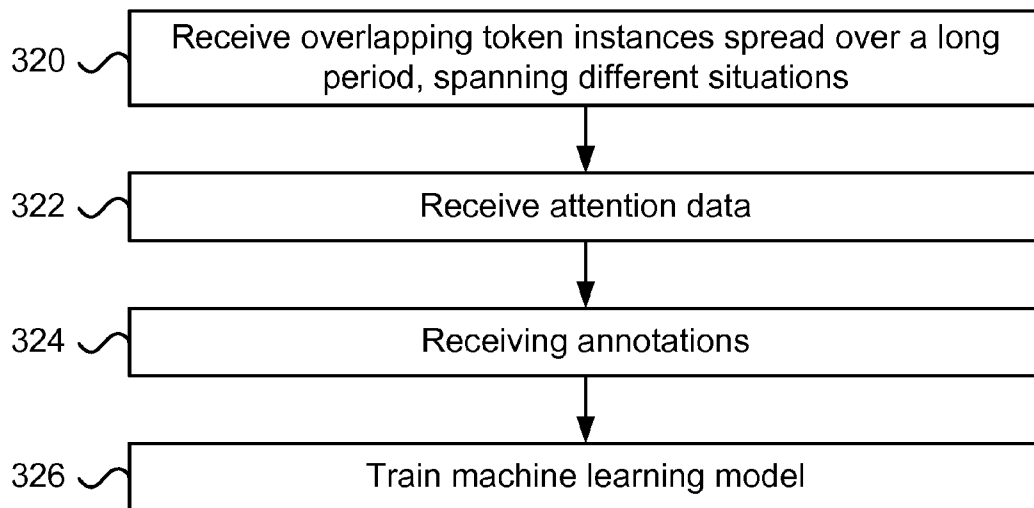 320
Receive overlapping token instances spread over a long
period, spanning different situations
322
Receive attention data
324
Receiving annotations
326
Train machine learning model